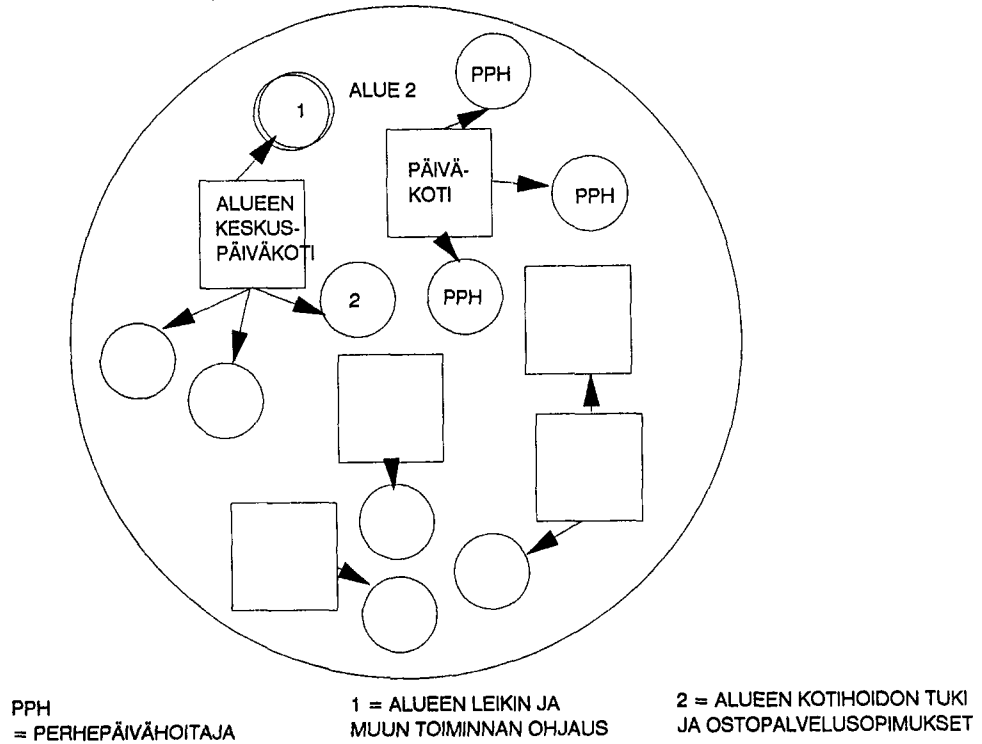 ALUE 2
PPH
1
PÄIVÄ-
KOTI
PPH
ALUEEN
KESKUS-
PÄIVÄKOTI
2
PPH
PPH
= PERHEPÄIVÄHOITAJA
1 = ALUEEN LEIKIN JA
MUUN TOIMINNAN OHJAUS
2 = ALUEEN KOTIHOIDON TUKI
JA OSTOPALVELUSOPIMUKSET